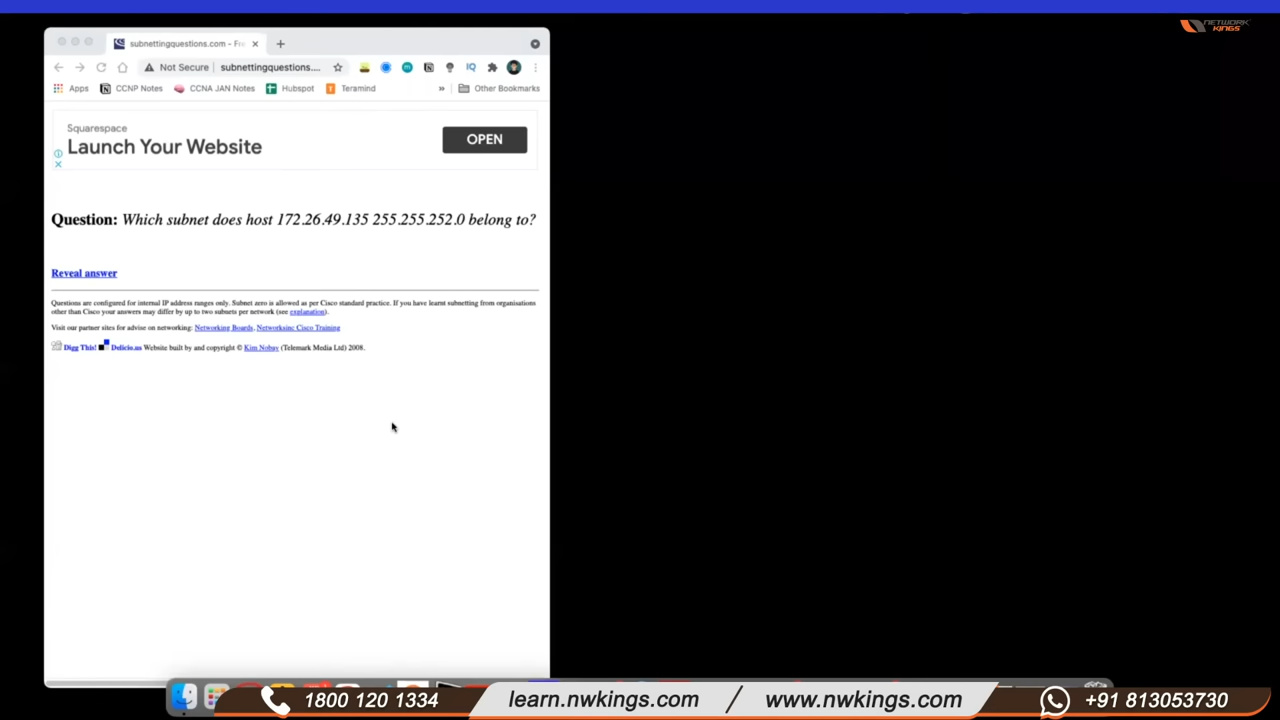 NETWORK
KINGS
subnettingquestions.com - Fre
Not Secure
subnettingquestions....
IQ
Apps
CCNP Notes
CCNA JAN Notes
Hubspot
Teramind
»
Other Bookmarks
Squarespace
Launch Your Website
OPEN
Question: Which subnet does host 172.26.49.135 255.255.252.0 belong to?
Reveal answer
Questions are configured for internal IP address ranges only. Subnet zero is allowed as per Cisco standard practice. If you have learnt subnetting from organisations
other than Cisco your answers may differ by up to two subnets per network (see explanation).
Visit our partner sites for advise on networking: Networking Boards, Networksinc Cisco Training
Digg This! Delicio.us Website built by and copyright © Kim Nobay (Telemark Media Ltd) 2008.
1800 120 1334
learn.nwkings.com / www.nwkings.com
+91 813053730